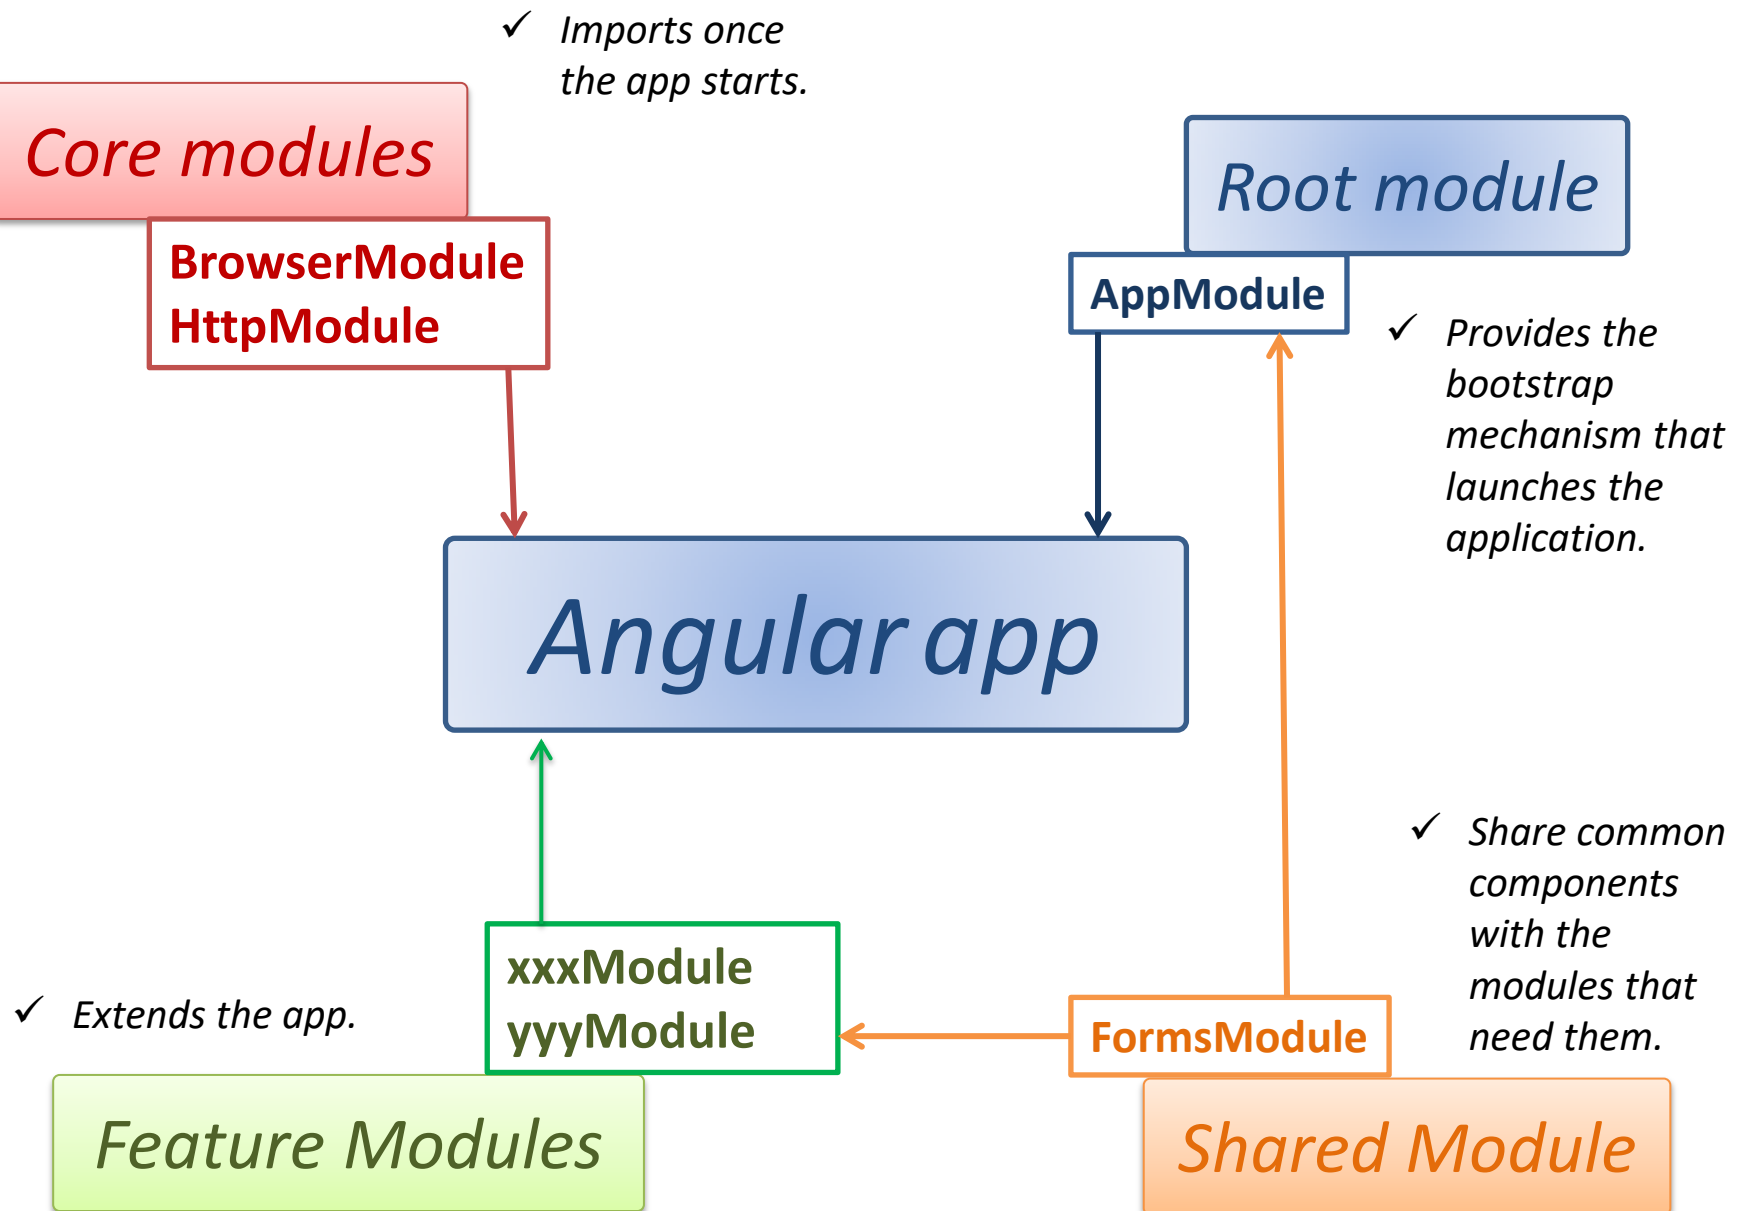 ✓ Imports once
the app starts.
Core modules
BrowserModule
HttpModule
Root module
AppModule
✓ Provides the
bootstrap
mechanism that
launches the
application.
Angular app
✓ Share common
components
with the
modules that
need them.
xxxModule
yyyModule
✓ Extends the app.
FormsModule
Feature Modules
Shared Module